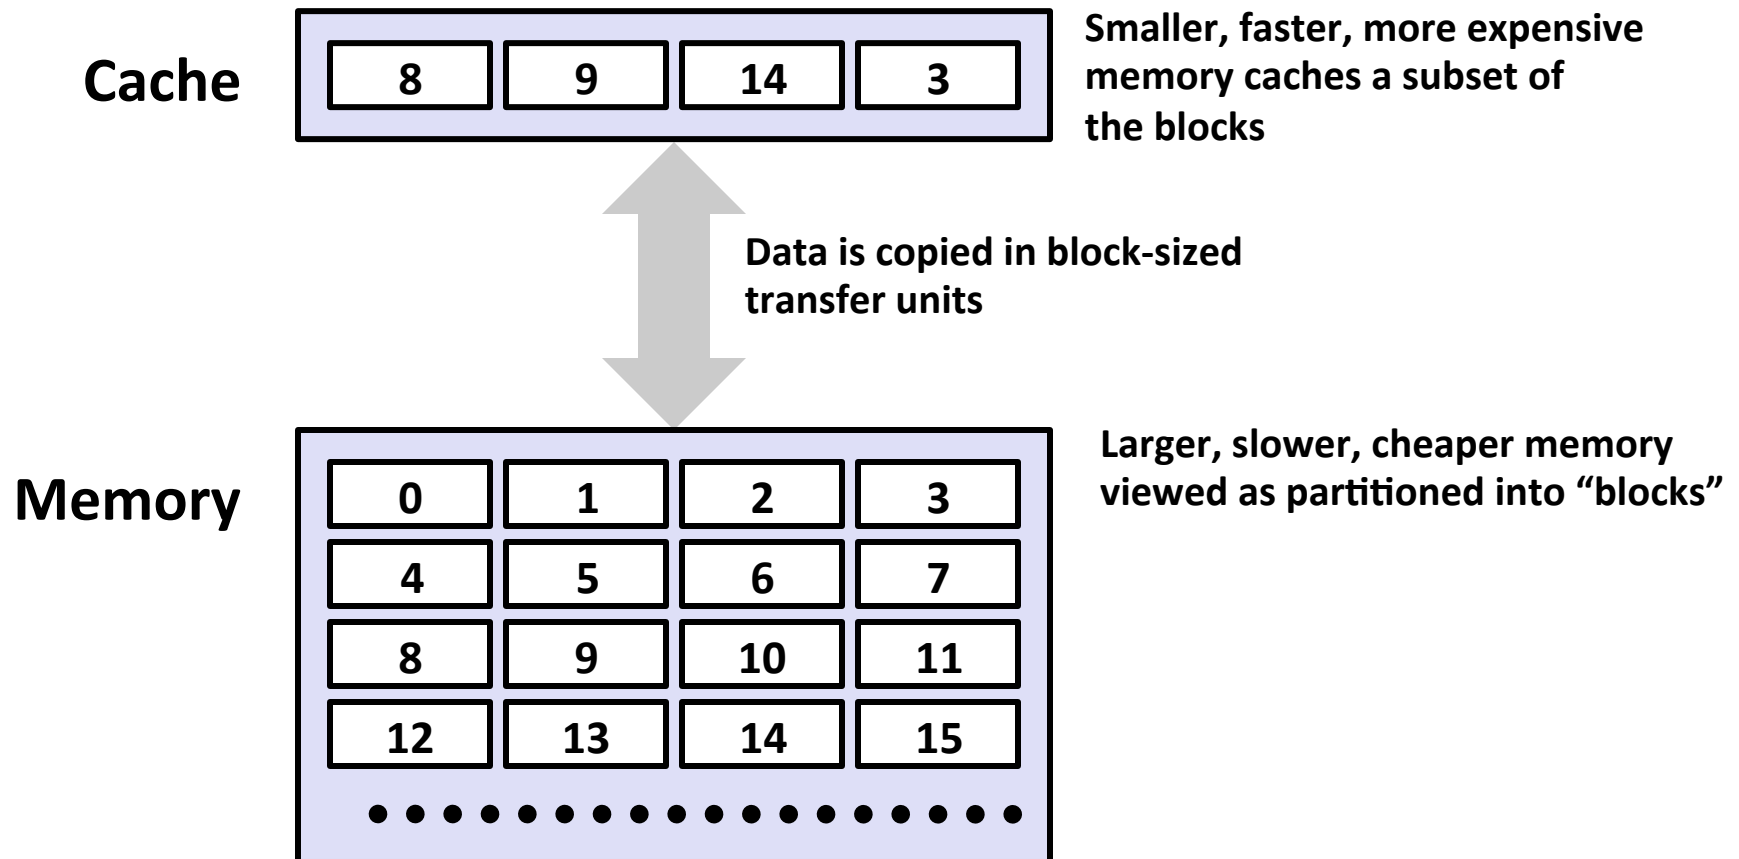 Cache
8 9 14 3
Smaller, faster, more expensive
memory caches a subset of
the blocks
Data is copied in block-sized
transfer units
Memory
0 1 2 3
4 5 6 7
8 9 10 11
12 13 14 15
Larger, slower, cheaper memory
viewed as partitioned into “blocks”